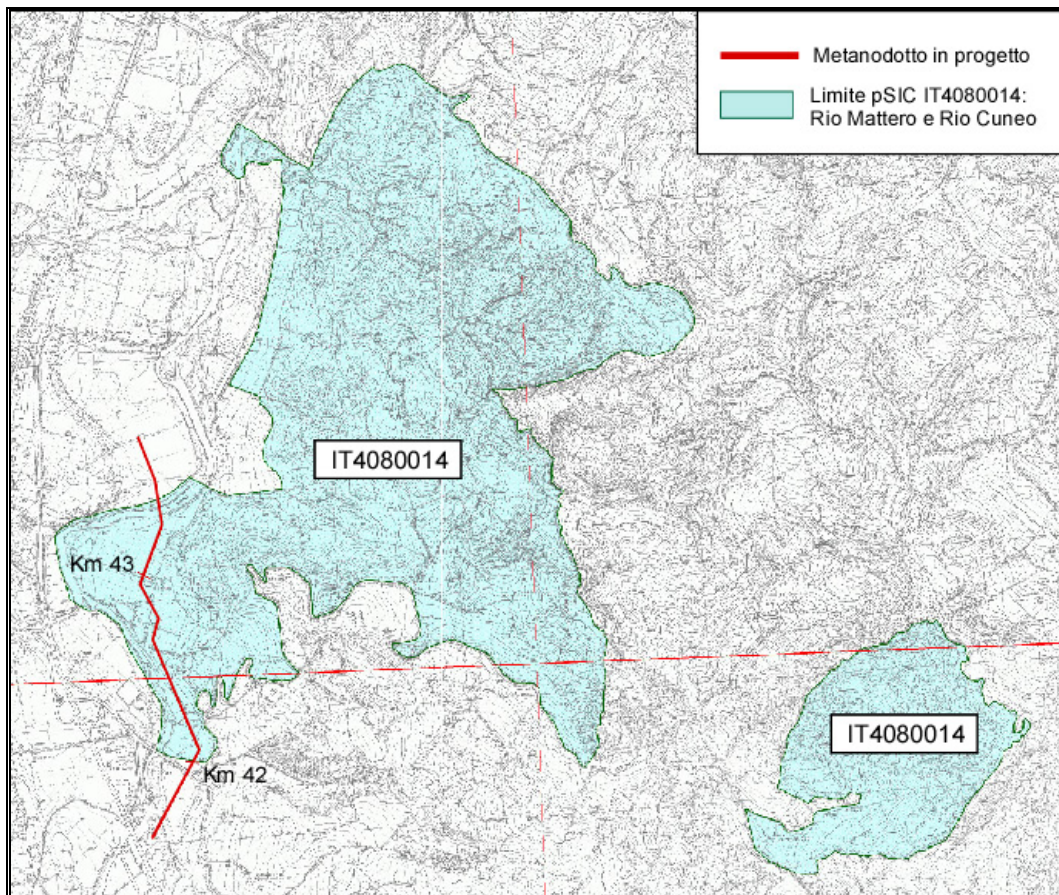 Metanodotto in progetto
Limite pSIC IT4080014:
Rio Mattero e Rio Cuneo
IT4080014
Km 43
IT4080014
Km 42